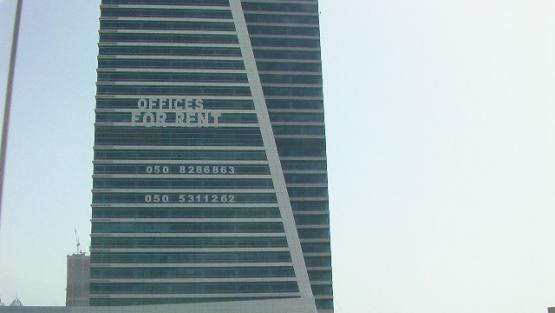 OFFICES
FOR RENT
050 8286863
050 5311262